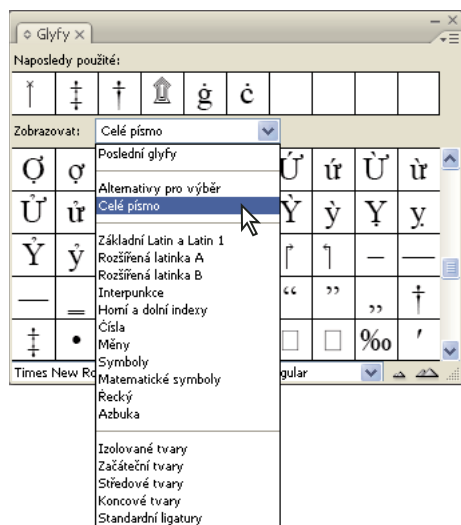 Glyfy
Naposledy použité:
‡ † ġ ċ
Zobrazovat: Celé písmo
Poslední glyfy
Alternativy pro výběr
Celé písmo
Základní Latin a Latin 1
Rozšířená latinka A
Rozšířená latinka B
Interpunkce
Horní a dolní indexy
Čísla
Měny
Symboly
Matematické symboly
Řecký
Azbuka
Izolované tvary
Začáteční tvary
Středové tvary
Koncové tvary
Standardní ligatury
Ợ ợ Ứ ứ Ừ ừ
Ử ử Ỳ ỳ Ỵ ỵ
Ỷ ỷ — —
— ‗ “ ” „ †
‡ • ‰ ′
Times New